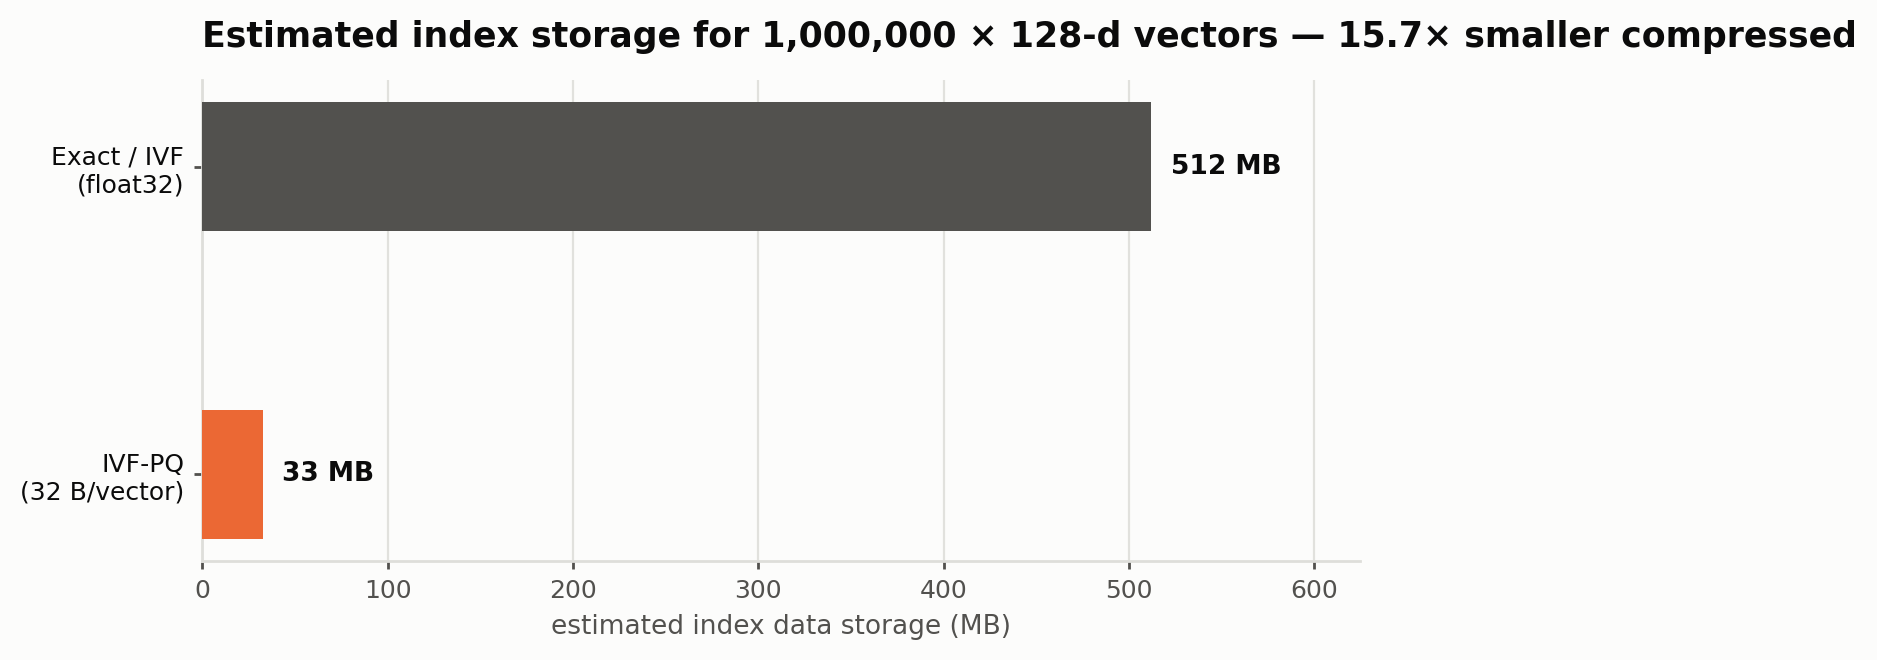 Estimated index storage for 1,000,000 × 128-d vectors — 15.7× smaller compressed
Exact / IVF
(float32)
512 MB
IVF-PQ
(32 B/vector)
33 MB
0 100 200 300 400 500 600
estimated index data storage (MB)